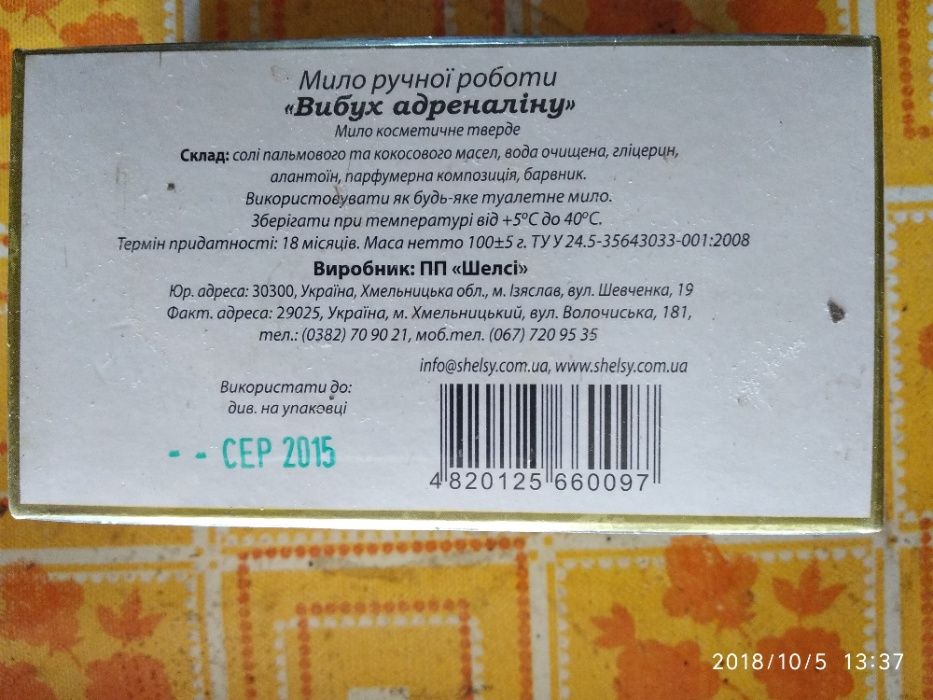 Мило ручної роботи
«Вибух адреналіну»
Мило косметичне тверде
Склад: солі пальмового та кокосового масел, вода очищена, гліцерин,
алантоїн, парфумерна композиція, барвник.
Використовувати як будь-яке туалетне мило.
Зберігати при температурі від +5°С до 40°С.
Термін придатності: 18 місяців. Маса нетто 100±5 г. ТУ У 24.5-35643033-001:2008
Виробник: ПП «Шелсі»
Юр. адреса: 30300, Україна, Хмельницька обл., м. Ізяслав, вул. Шевченка, 19
Факт. адреса: 29025, Україна, м. Хмельницький, вул. Волочиська, 181,
тел.: (0382) 70 90 21, моб.тел. (067) 720 95 35
info@shelsy.com.ua, www.shelsy.com.ua
Використати до:
див. на упаковці
- - СЕР 2015
4 820125 660097
2018/10/5 13:37